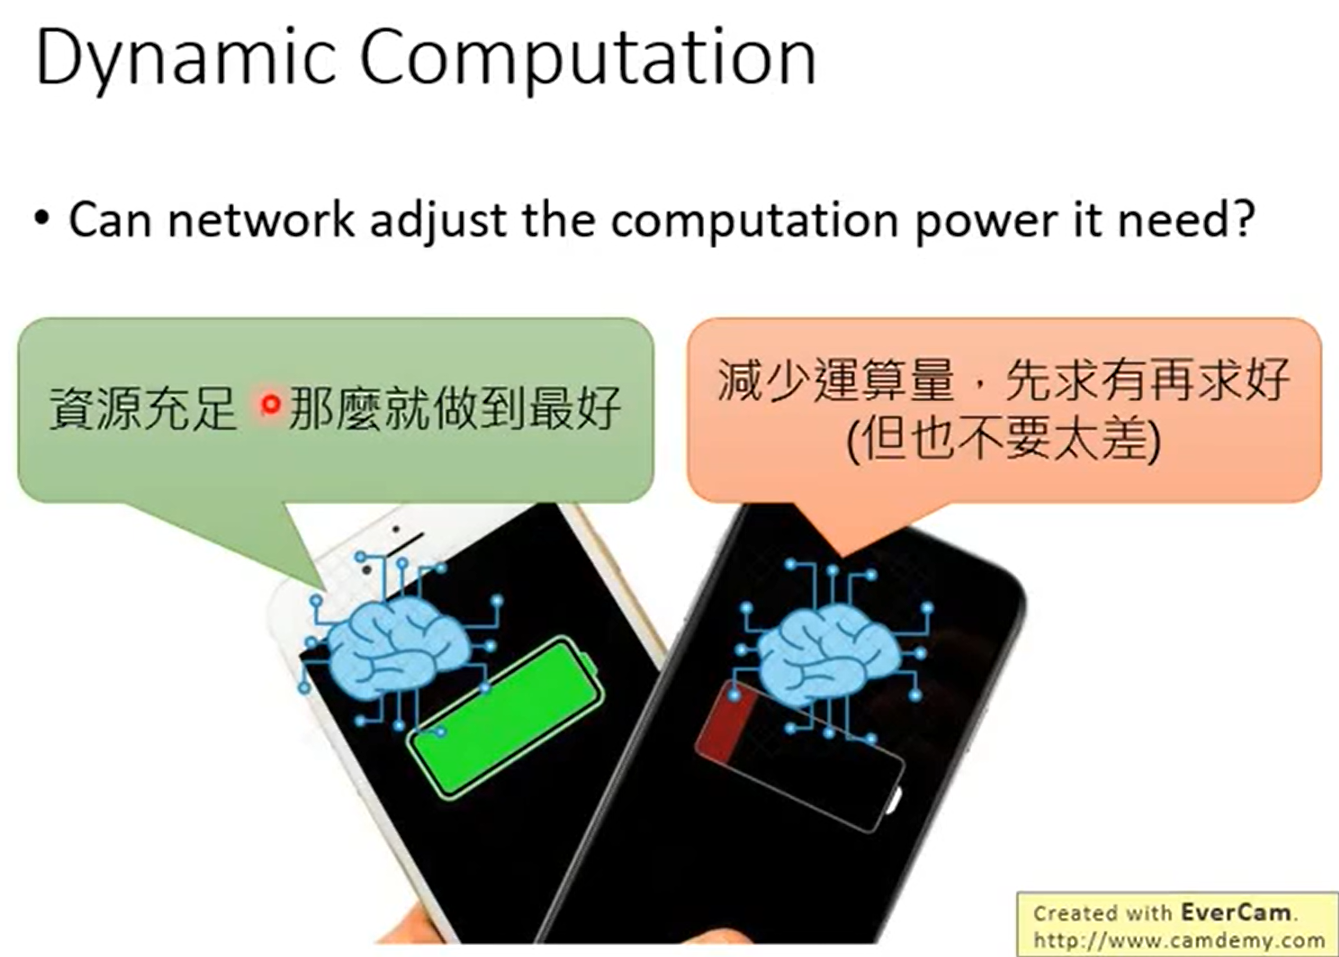 Dynamic Computation
• Can network adjust the computation power it need?
資源充足 那麼就做到最好
減少運算量，先求有再求好
(但也不要太差)
Created with EverCam.
http://www.camdemy.com